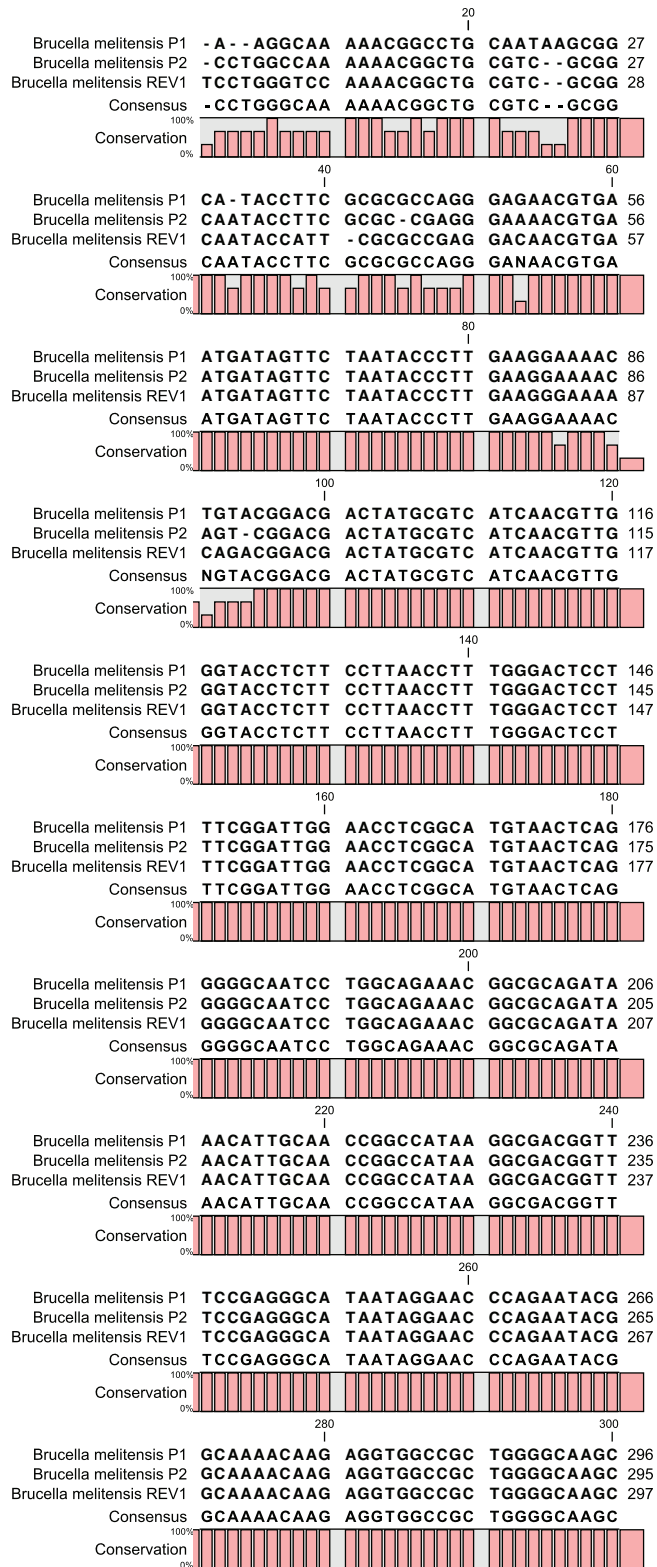 20
Brucella melitensis P1 -A--AGGCAA AAACGGCCTG CAATAAGCGG 27
Brucella melitensis P2 -CCTGGCCAA AAAACGGCTG CGTC--GCGG 27
Brucella melitensis REV1 TCCTGGGTCC AAAACGGCTG CGTC--GCGG 28
Consensus -CCTGGGCAA AAAACGGCTG CGTC--GCGG
100%
Conservation
0%
40 60
Brucella melitensis P1 CA-TACCTTC GCGCGCCAGG GAGAACGTGA 56
Brucella melitensis P2 CAATACCTTC GCGC-CGAGG GAAAACGTGA 56
Brucella melitensis REV1 CAATACCATT -CGCGCCGAG GACAACGTGA 57
Consensus CAATACCTTC GCGCGCCAGG GANAACGTGA
100%
Conservation
0%
80
Brucella melitensis P1 ATGATAGTTC TAATACCCTT GAAGGAAAAC 86
Brucella melitensis P2 ATGATAGTTC TAATACCCTT GAAGGAAAAC 86
Brucella melitensis REV1 ATGATAGTTC TAATACCCTT GAAGGGAAAA 87
Consensus ATGATAGTTC TAATACCCTT GAAGGAAAAC
100%
Conservation
0%
100 120
Brucella melitensis P1 TGTACGGACG ACTATGCGTC ATCAACGTTG 116
Brucella melitensis P2 AGT-CGGACG ACTATGCGTC ATCAACGTTG 115
Brucella melitensis REV1 CAGACGGACG ACTATGCGTC ATCAACGTTG 117
Consensus NGTACGGACG ACTATGCGTC ATCAACGTTG
100%
Conservation
0%
140
Brucella melitensis P1 GGTACCTCTT CCTTAACCTT TGGGACTCCT 146
Brucella melitensis P2 GGTACCTCTT CCTTAACCTT TGGGACTCCT 145
Brucella melitensis REV1 GGTACCTCTT CCTTAACCTT TGGGACTCCT 147
Consensus GGTACCTCTT CCTTAACCTT TGGGACTCCT
100%
Conservation
0%
160 180
Brucella melitensis P1 TTCGGATTGG AACCTCGGCA TGTAACTCAG 176
Brucella melitensis P2 TTCGGATTGG AACCTCGGCA TGTAACTCAG 175
Brucella melitensis REV1 TTCGGATTGG AACCTCGGCA TGTAACTCAG 177
Consensus TTCGGATTGG AACCTCGGCA TGTAACTCAG
100%
Conservation
0%
200
Brucella melitensis P1 GGGGCAATCC TGGCAGAAAC GGCGCAGATA 206
Brucella melitensis P2 GGGGCAATCC TGGCAGAAAC GGCGCAGATA 205
Brucella melitensis REV1 GGGGCAATCC TGGCAGAAAC GGCGCAGATA 207
Consensus GGGGCAATCC TGGCAGAAAC GGCGCAGATA
100%
Conservation
0%
220 240
Brucella melitensis P1 AACATTGCAA CCGGCCATAA GGCGACGGTT 236
Brucella melitensis P2 AACATTGCAA CCGGCCATAA GGCGACGGTT 235
Brucella melitensis REV1 AACATTGCAA CCGGCCATAA GGCGACGGTT 237
Consensus AACATTGCAA CCGGCCATAA GGCGACGGTT
100%
Conservation
0%
260
Brucella melitensis P1 TCCGAGGGCA TAATAGGAAC CCAGAATACG 266
Brucella melitensis P2 TCCGAGGGCA TAATAGGAAC CCAGAATACG 265
Brucella melitensis REV1 TCCGAGGGCA TAATAGGAAC CCAGAATACG 267
Consensus TCCGAGGGCA TAATAGGAAC CCAGAATACG
100%
Conservation
0%
280 300
Brucella melitensis P1 GCAAAACAAG AGGTGGCCGC TGGGGCAAGC 296
Brucella melitensis P2 GCAAAACAAG AGGTGGCCGC TGGGGCAAGC 295
Brucella melitensis REV1 GCAAAACAAG AGGTGGCCGC TGGGGCAAGC 297
Consensus GCAAAACAAG AGGTGGCCGC TGGGGCAAGC
100%
Conservation
0%